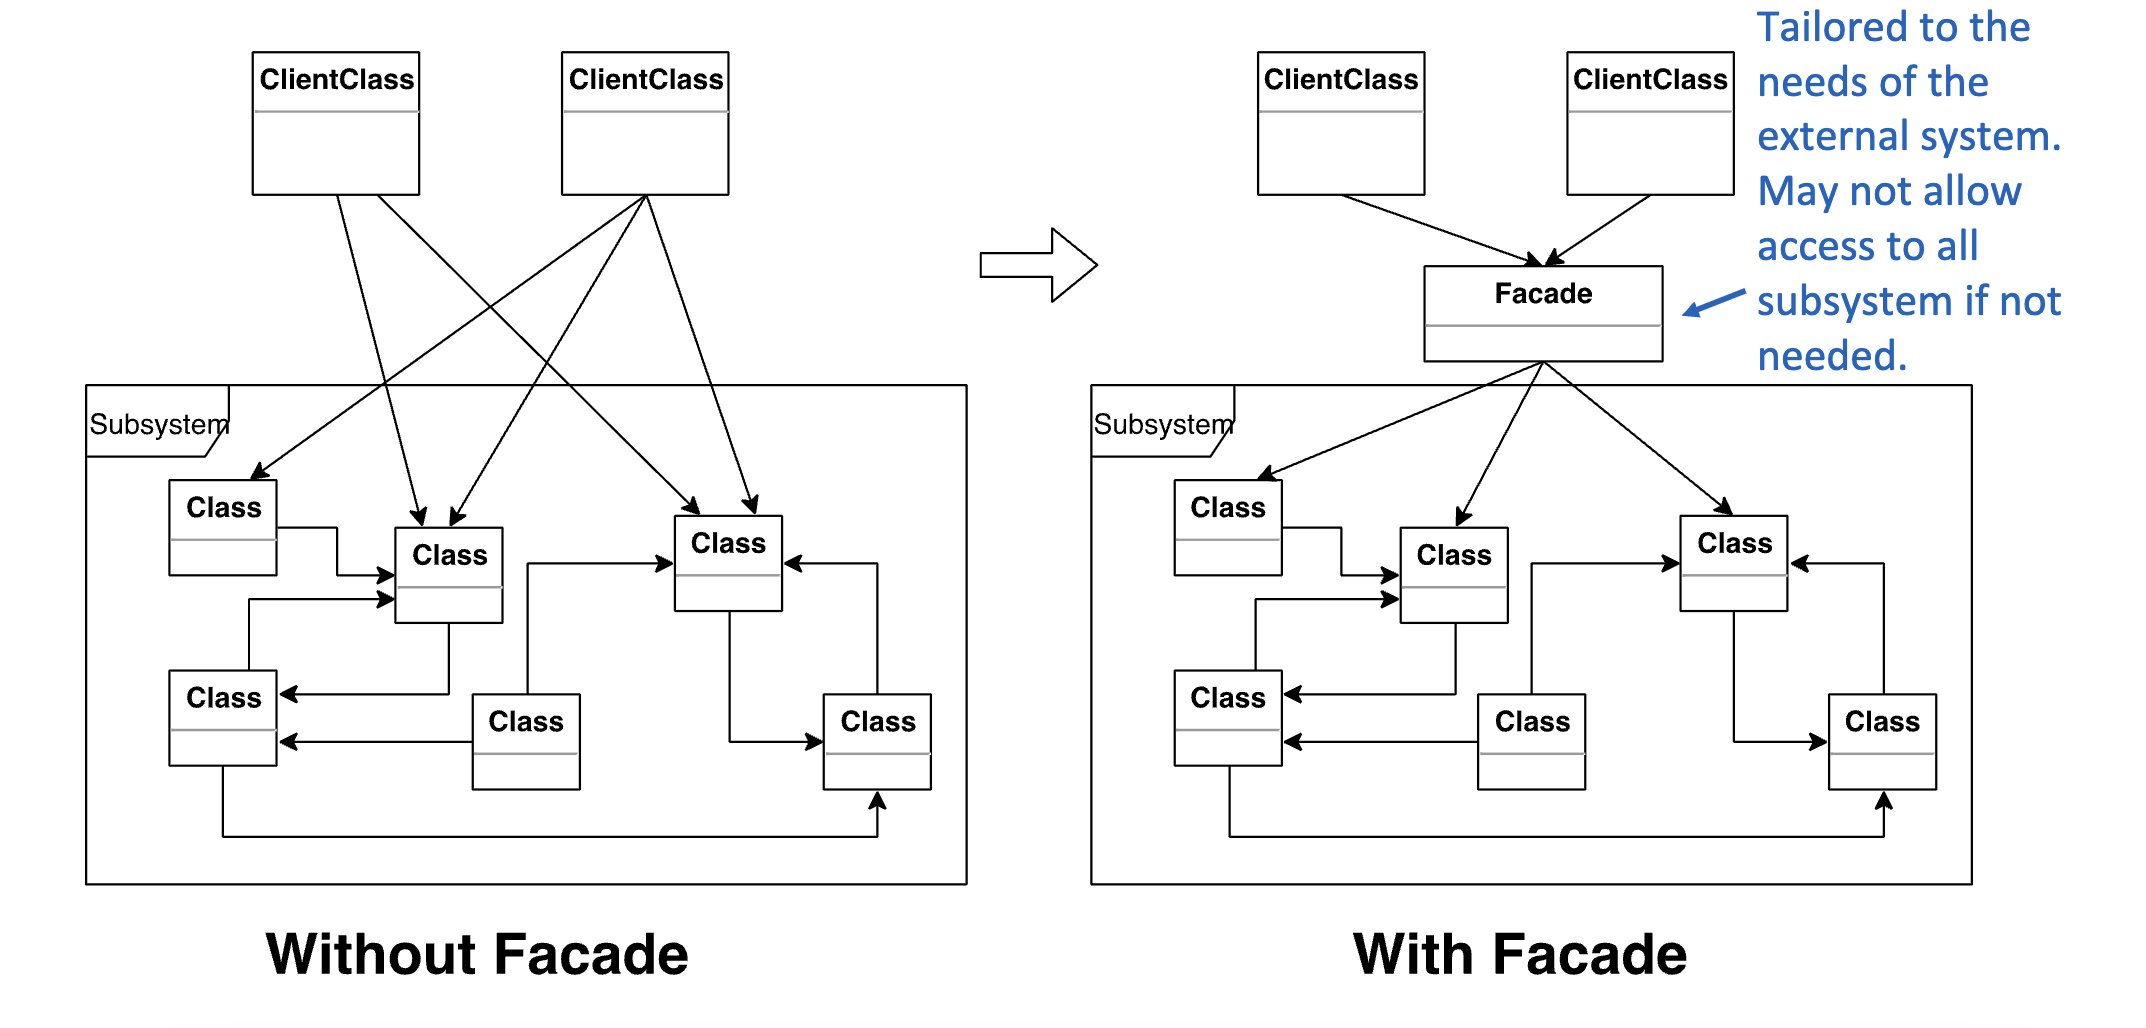 ClientClass
ClientClass
Subsystem
Class
Class
Class
Class
Class
Class
Without Facade
ClientClass
ClientClass
Tailored to the
needs of the
external system.
May not allow
access to all
subsystem if not
needed.
Facade
Subsystem
Class
Class
Class
Class
Class
Class
With Facade